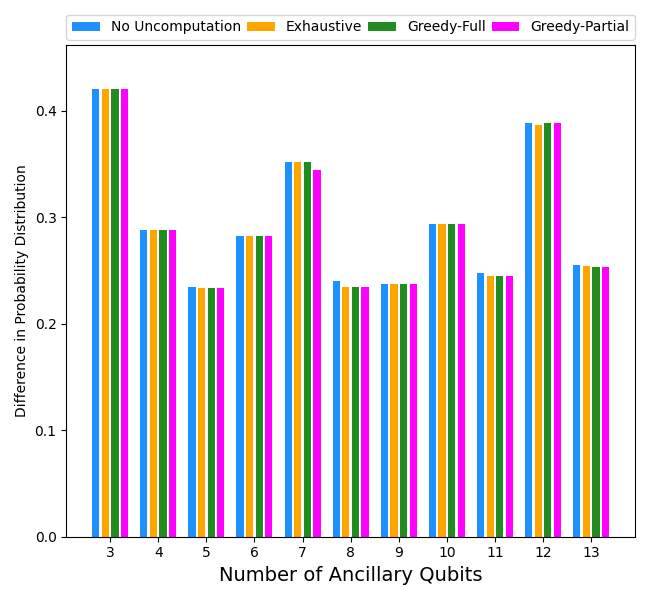 No Uncomputation Exhaustive Greedy-Full Greedy-Partial
Difference in Probability Distribution
0.4
0.3
0.2
0.1
0.0
3 4 5 6 7 8 9 10 11 12 13
Number of Ancillary Qubits